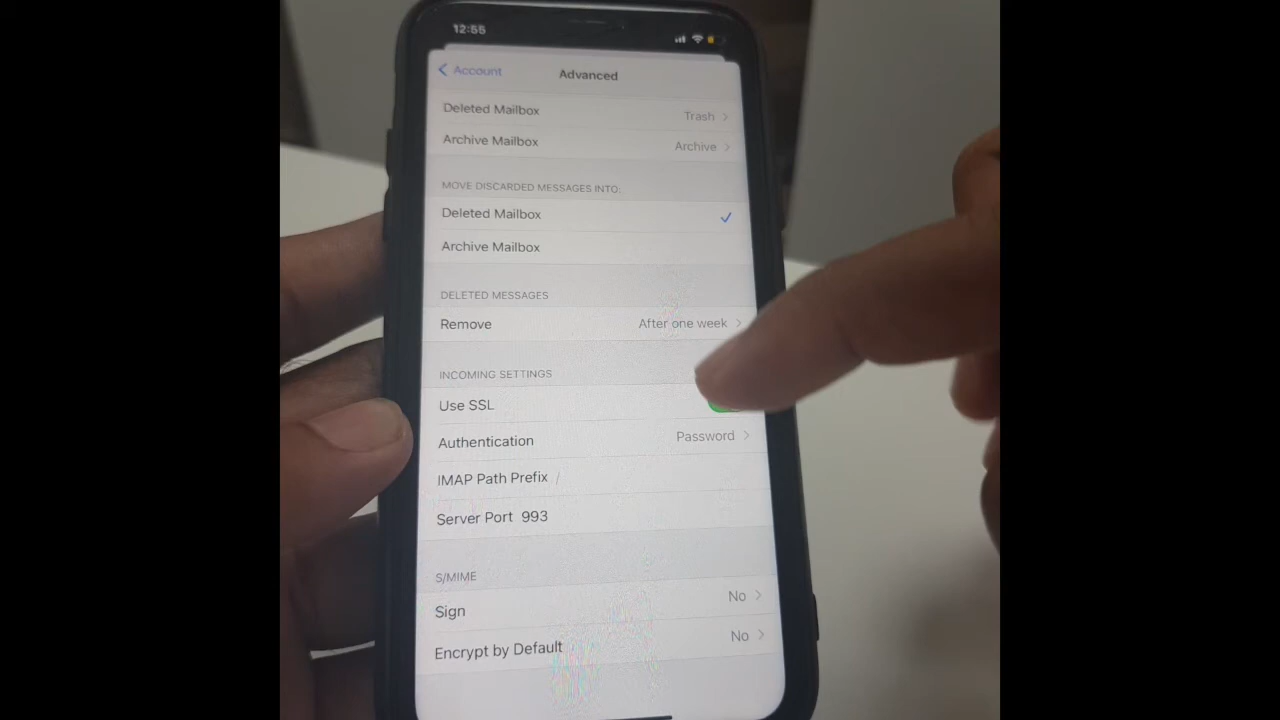 12:55
Account
Advanced
Deleted Mailbox Trash
Archive Mailbox Archive
MOVE DISCARDED MESSAGES INTO:
Deleted Mailbox
Archive Mailbox
DELETED MESSAGES
Remove After one week
INCOMING SETTINGS
Use SSL
Authentication Password
IMAP Path Prefix /
Server Port 993
S/MIME
Sign No
Encrypt by Default No